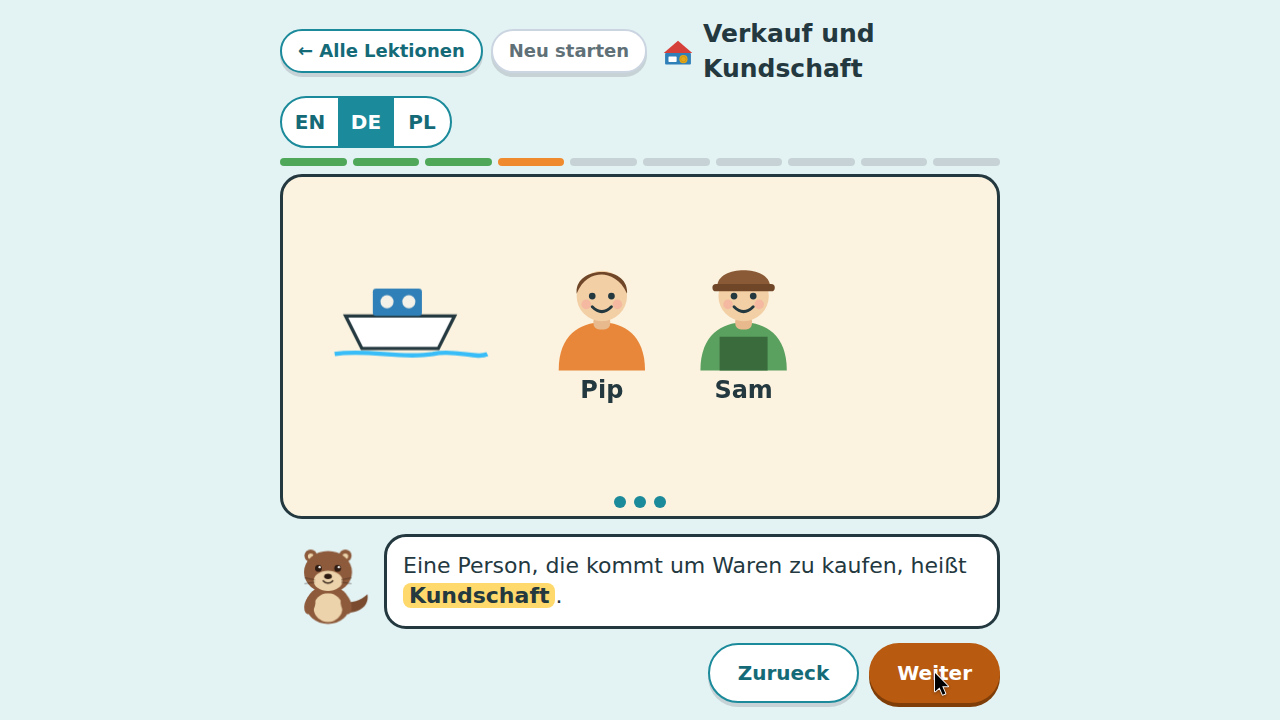 ← Alle Lektionen
Neu starten
Verkauf und
Kundschaft
EN DE PL
Pip
Sam
Eine Person, die kommt um Waren zu kaufen, heißt
Kundschaft.
Zurueck
Weiter